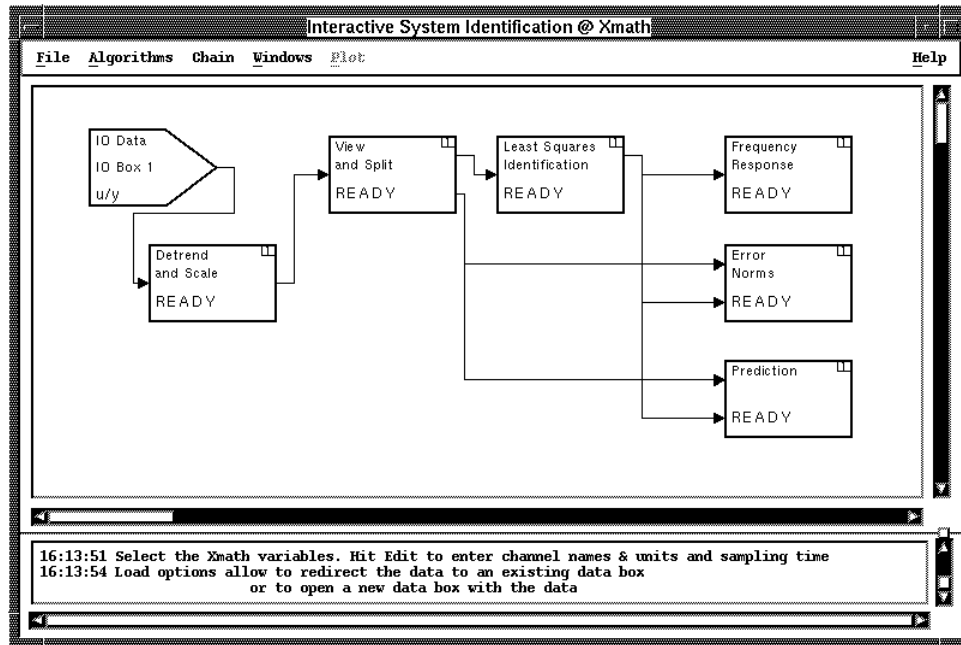 Interactive System Identification @ Xmath
File Algorithms Chain Windows Plot Help
IO Data
IO Box 1
u/y
Detrend
and Scale
READY
View
and Split
READY
Least Squares
Identification
READY
Frequency
Response
READY
Error
Norms
READY
Prediction
READY
16:13:51 Select the Xmath variables. Hit Edit to enter channel names & units and sampling time
16:13:54 Load options allow to redirect the data to an existing data box
or to open a new data box with the data